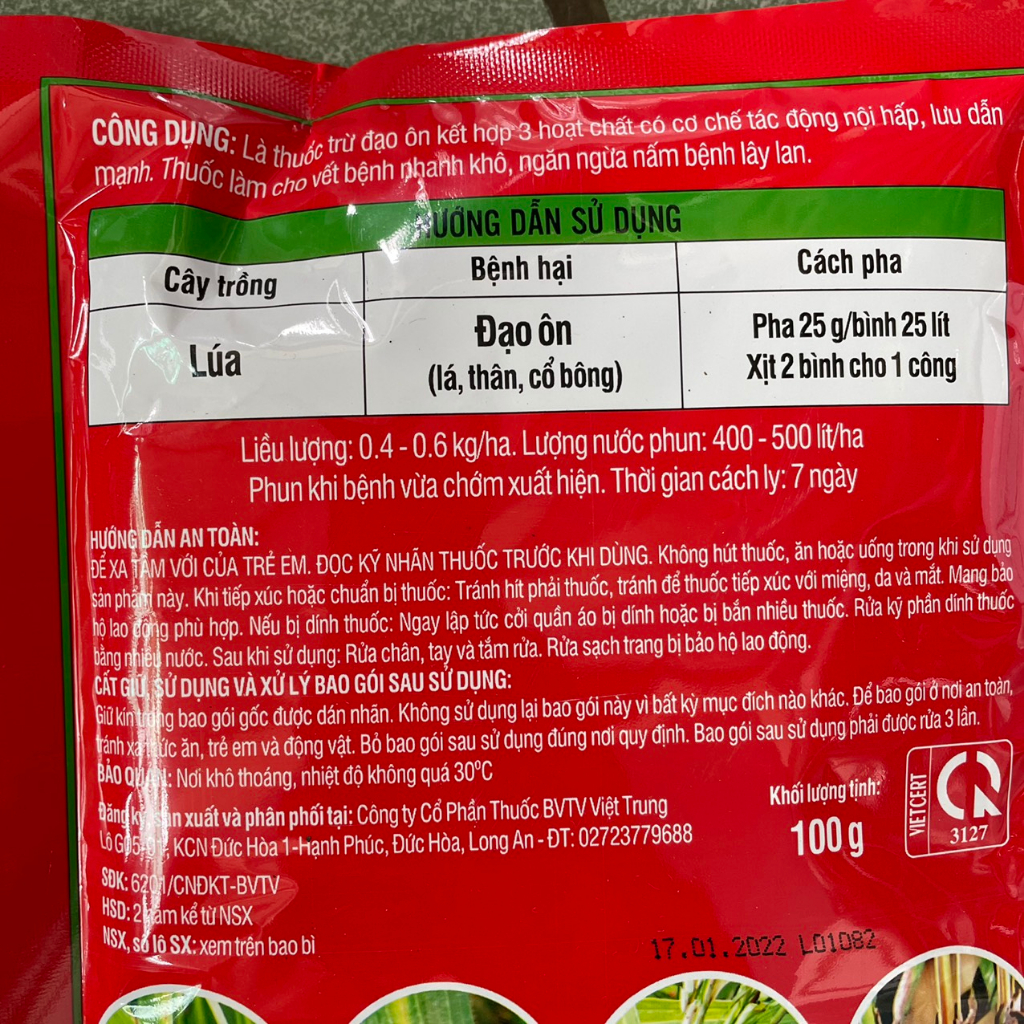 CÔNG DỤNG: Là thuốc trừ đạo ôn kết hợp 3 hoạt chất có cơ chế tác động nội hấp, lưu dẫn
mạnh. Thuốc làm cho vết bệnh nhanh khô, ngăn ngừa nấm bệnh lây lan.
HƯỚNG DẪN SỬ DỤNG
Cây trồng Bệnh hại Cách pha
Lúa
Đạo ôn
(lá, thân, cổ bông)
Pha 25 g/bình 25 lít
Xịt 2 bình cho 1 công
Liều lượng: 0.4 - 0.6 kg/ha. Lượng nước phun: 400 - 500 lít/ha
Phun khi bệnh vừa chớm xuất hiện. Thời gian cách ly: 7 ngày
HƯỚNG DẪN AN TOÀN:
ĐỂ XA TẦM VỚI CỦA TRẺ EM. ĐỌC KỸ NHÃN THUỐC TRƯỚC KHI DÙNG. Không hút thuốc, ăn hoặc uống trong khi sử dụng
sản phẩm này. Khi tiếp xúc hoặc chuẩn bị thuốc: Tránh hít phải thuốc, tránh để thuốc tiếp xúc với miệng, da và mắt. Mang bảo
hộ lao động phù hợp. Nếu bị dính thuốc: Ngay lập tức cởi quần áo bị dính hoặc bị bắn nhiều thuốc. Rửa kỹ phần dính thuốc
bằng nhiều nước. Sau khi sử dụng: Rửa chân, tay và tắm rửa. Rửa sạch trang bị bảo hộ lao động.
CẤT GIỮ, SỬ DỤNG VÀ XỬ LÝ BAO GÓI SAU SỬ DỤNG:
Giữ kín trong bao gói gốc được dán nhãn. Không sử dụng lại bao gói này vì bất kỳ mục đích nào khác. Để bao gói ở nơi an toàn,
tránh xa thức ăn, trẻ em và động vật. Bỏ bao gói sau sử dụng đúng nơi quy định. Bao gói sau sử dụng phải được rửa 3 lần.
BẢO QUẢN: Nơi khô thoáng, nhiệt độ không quá 30ºC
Đăng ký, sản xuất và phân phối tại: Công ty Cổ Phần Thuốc BVTV Việt Trung
KCN Đức Hòa 1-Hạnh Phúc, Đức Hòa, Long An - ĐT: 02723779688
Khối lượng tịnh:
100 g
VIETCERT
3127
SĐK: 6201/CNĐKT-BVTV
HSD: 2 năm kể từ NSX
NSX, số lô SX: xem trên bao bì
17.01.2022 L01082